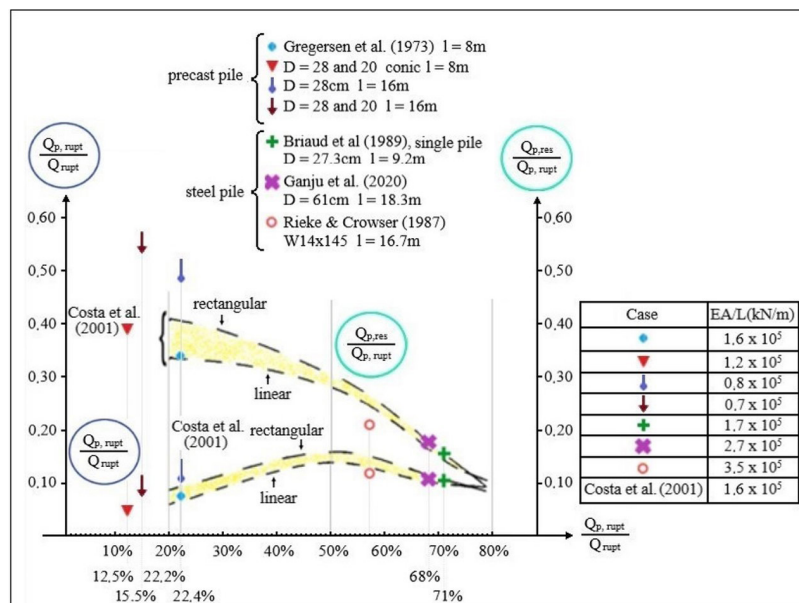 precast pile
Gregersen et al. (1973) l = 8m
D = 28 and 20 conic l = 8m
D = 28cm l = 16m
D = 28 and 20 l = 16m
steel pile
Briaud et al (1989), single pile
D = 27.3cm l = 9.2m
Ganju et al. (2020)
D = 61cm l = 18.3m
Rieke & Crowser (1987)
W14x145 l = 16.7m
Qp, rupt
Qrupt
Qp,res
Qp, rupt
0,60
0,50
0,40
0,30
0,20
0,10
0,60
0,50
0,40
0,30
0,20
0,10
Costa et al.
(2001)
rectangular
linear
Qp,res
Qp, rupt
Costa et al.
(2001)
rectangular
linear
Qp, rupt
Qrupt
10% 20% 30% 40% 50% 60% 70% 80%
12,5% 22,2% 68%
15.5% 22,4% 71%
Qp, rupt
Qrupt
Case EA/L(kN/m)
1,6 x 10⁵
1,2 x 10⁵
0,8 x 10⁵
0,7 x 10⁵
1,7 x 10⁵
2,7 x 10⁵
3,5 x 10⁵
Costa et al. (2001) 1,6 x 10⁵